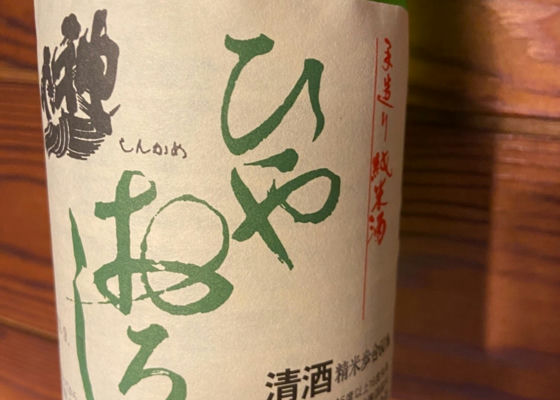 手造り 純米酒
ひや
おろし
しんかめ
神亀
清酒
精米歩合60%